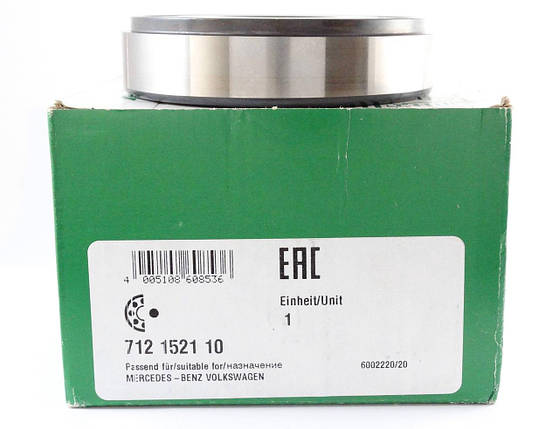 EAC
4 005108 608536
Einheit/Unit
1
712 1521 10
Passend für/suitable for/назначение
6002220/20
MERCEDES-BENZ VOLKSWAGEN